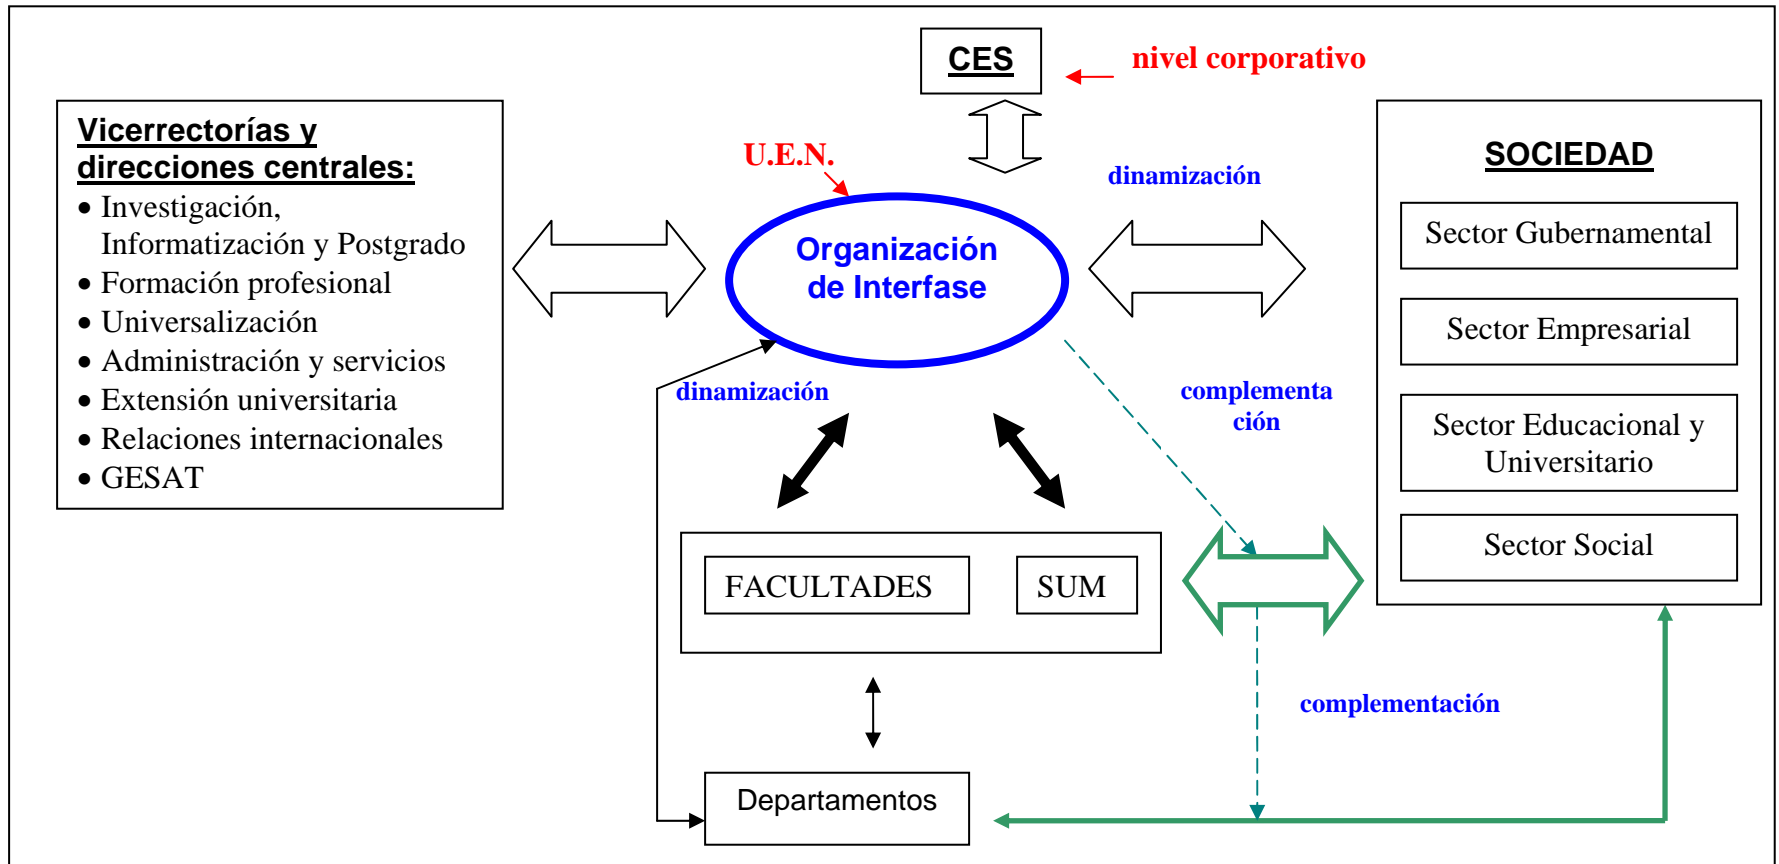 CES
nivel corporativo
Vicerrectorías y
direcciones centrales:
• Investigación,
Informatización y Postgrado
• Formación profesional
• Universalización
• Administración y servicios
• Extensión universitaria
• Relaciones internacionales
• GESAT
U.E.N.
Organización
de Interfase
dinamización
SOCIEDAD
Sector Gubernamental
Sector Empresarial
Sector Educacional y
Universitario
Sector Social
dinamización
complementa
ción
FACULTADES
SUM
complementación
Departamentos